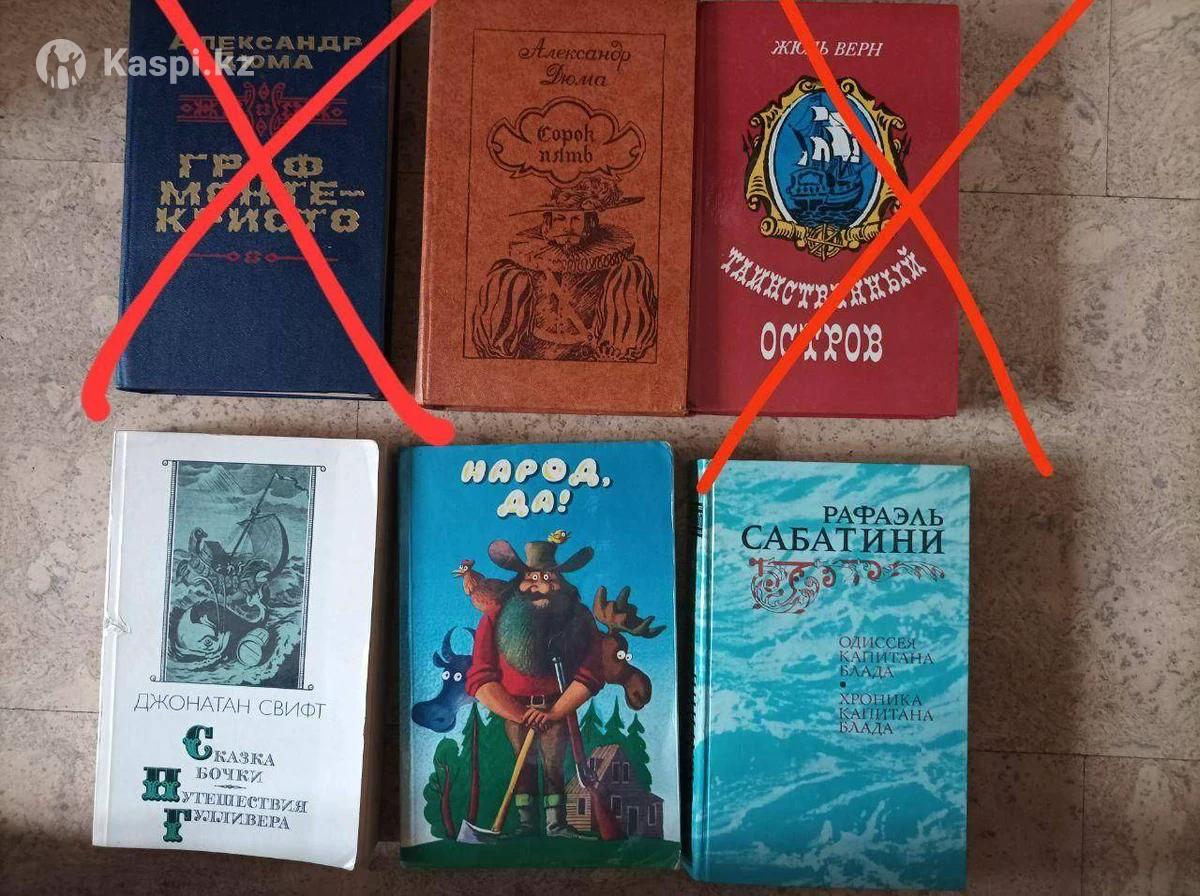 Kaspi.kz
АЛЕКСАНДР
ДЮМА
ГРАФ
МОНТЕ-
КРИСТО
Александр
Дюма
Сорок
пять
ЖЮЛЬ ВЕРН
ТАИНСТВЕННЫЙ
ОСТРОВ
ДЖОНАТАН СВИФТ
СКАЗКА
БОЧКИ
ПУТЕШЕСТВИЯ
ГУЛЛИВЕРА
НАРОД,
ДА!
РАФАЭЛЬ
САБАТИНИ
ОДИССЕЯ
КАПИТАНА
БЛАДА
ХРОНИКА
КАПИТАНА
БЛАДА